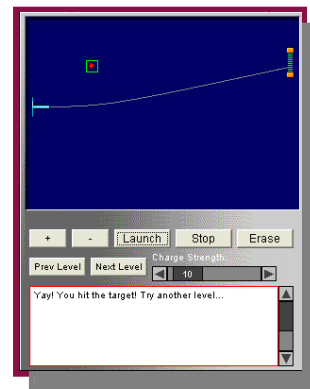 + - Launch Stop Erase
Prev Level Next Level Charge Strength:
10
Yay! You hit the target! Try another level...